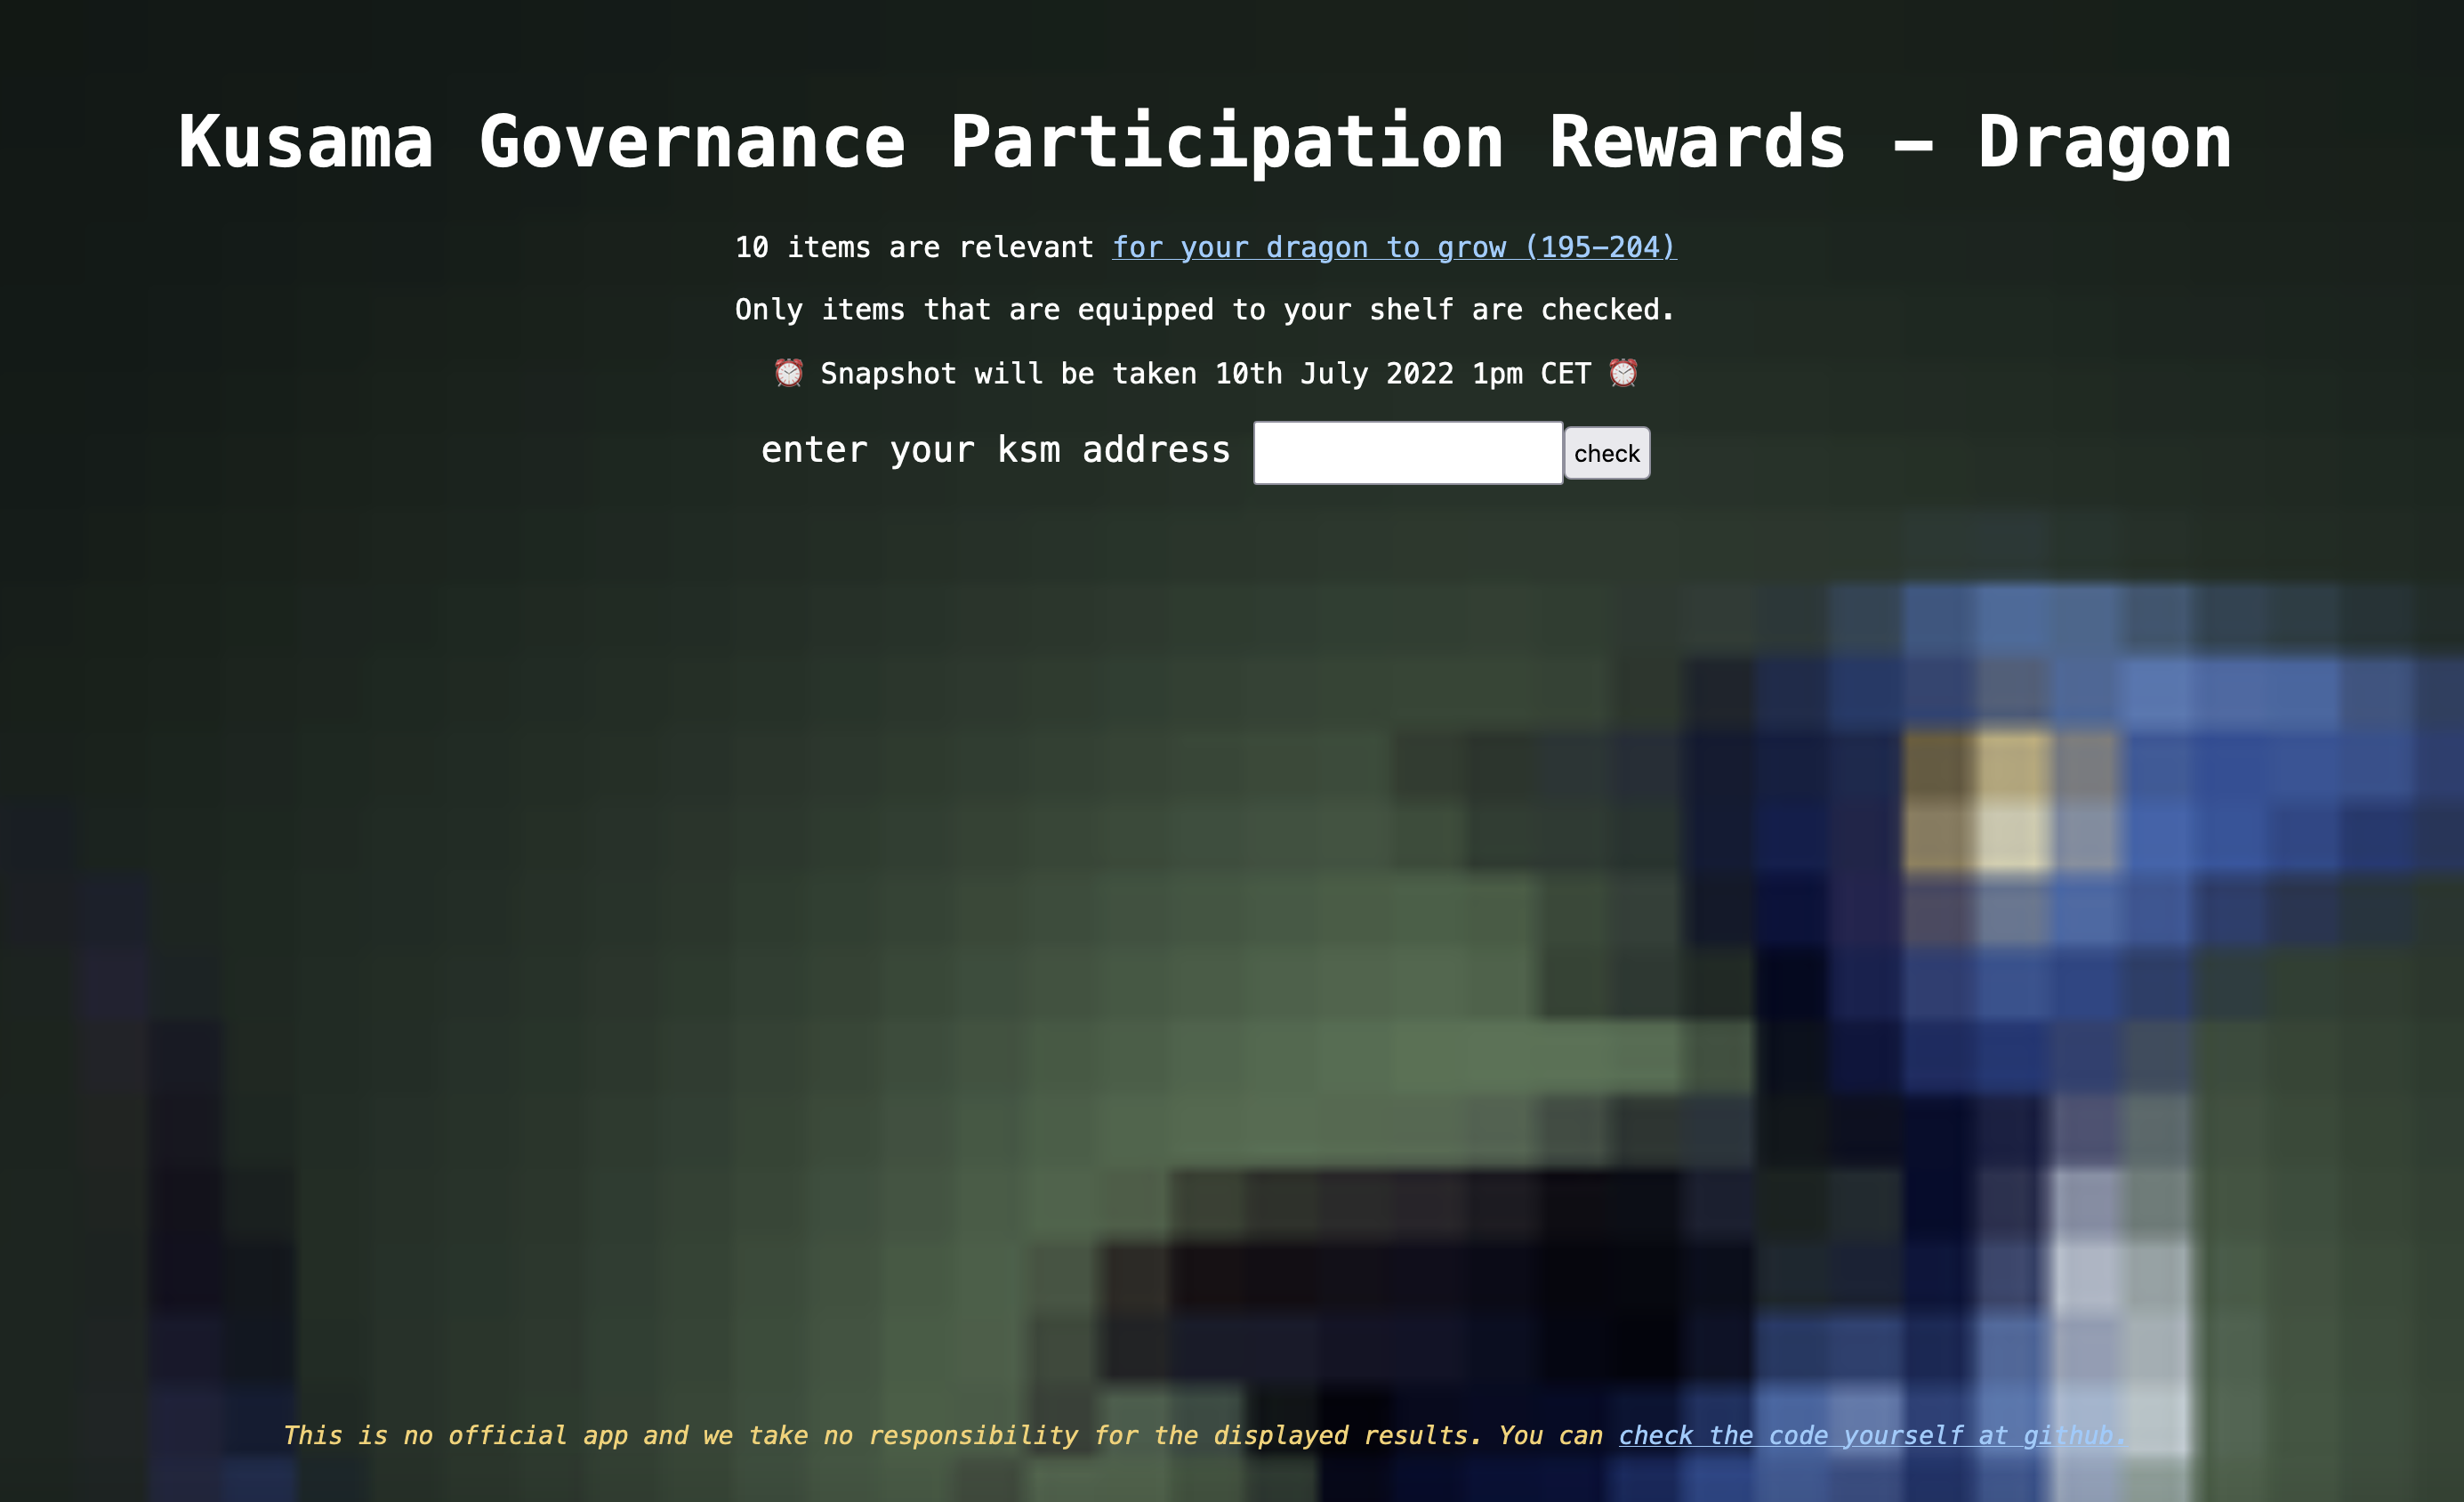 Kusama Governance Participation Rewards – Dragon
10 items are relevant for your dragon to grow (195–204)
Only items that are equipped to your shelf are checked.
⏰ Snapshot will be taken 10th July 2022 1pm CET ⏰
enter your ksm address check
This is no official app and we take no responsibility for the displayed results. You can check the code yourself at github.